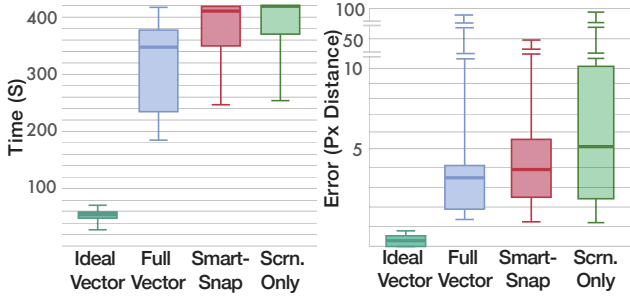 Time (S)
400
300
200
100
Ideal Vector
Full Vector
Smart-Snap
Scrn. Only
Error (Px Distance)
100
50
10
5
Ideal Vector
Full Vector
Smart-Snap
Scrn. Only